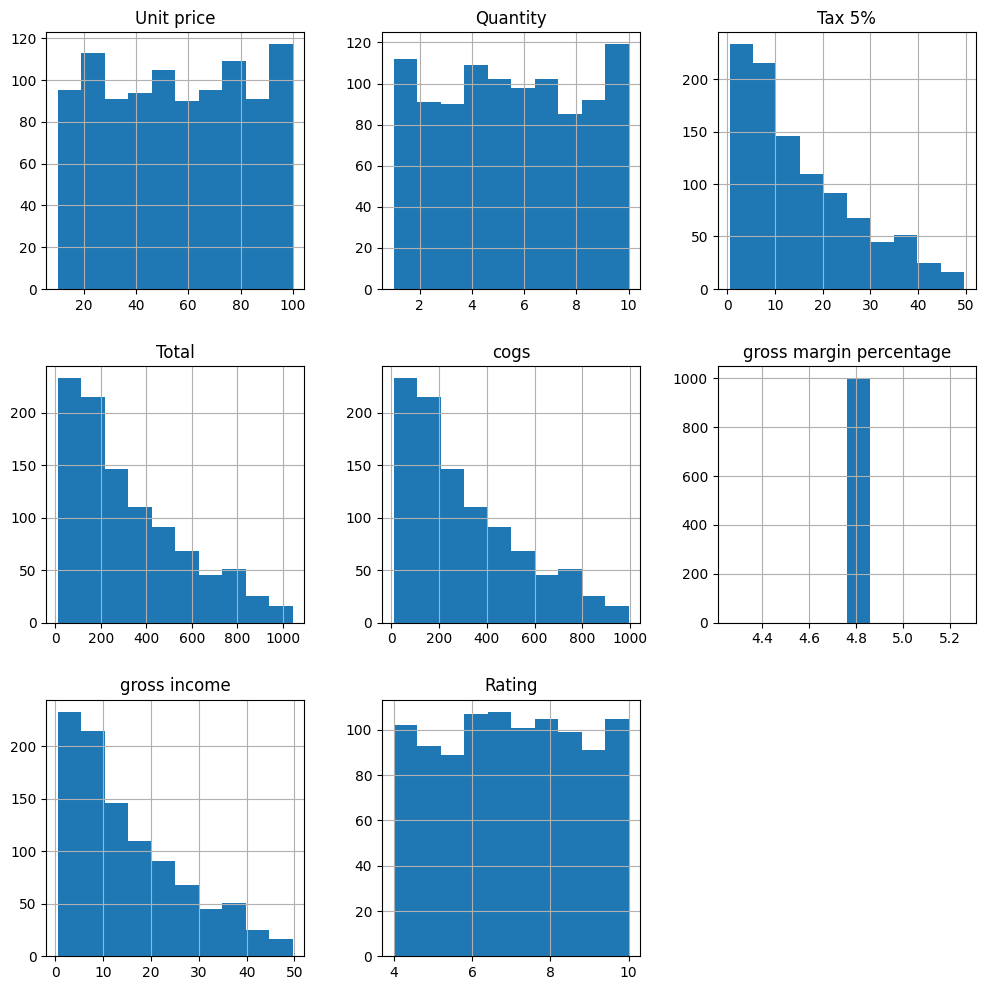 Unit price
120
100
80
60
40
20
0
20 40 60 80 100
Quantity
120
100
80
60
40
20
0
2 4 6 8 10
Tax 5%
200
150
100
50
0
0 10 20 30 40 50
Total
200
150
100
50
0
0 200 400 600 800 1000
cogs
200
150
100
50
0
0 200 400 600 800 1000
gross margin percentage
1000
800
600
400
200
0
4.4 4.6 4.8 5.0 5.2
gross income
200
150
100
50
0
0 10 20 30 40 50
Rating
100
80
60
40
20
0
4 6 8 10